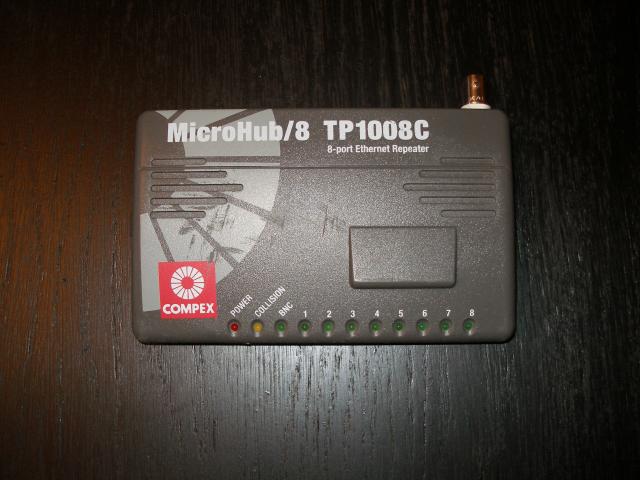 MicroHub/8 TP1008C
8-port Ethernet Repeater
COMPEX
POWER COLLISION BNC 1 2 3 4 5 6 7 8